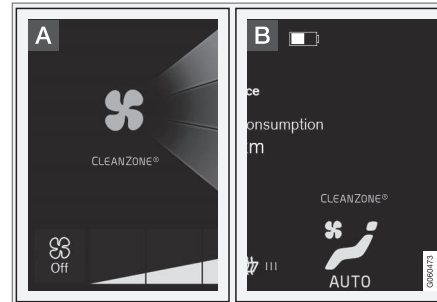 A
CLEANZONE®
Off
B
ce
onsumption
m
CLEANZONE®
AUTO
G060473